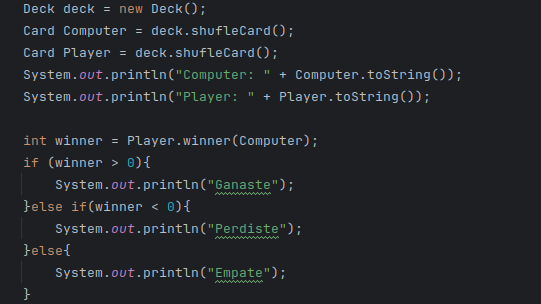 Deck deck = new Deck();
Card Computer = deck.shufleCard();
Card Player = deck.shufleCard();
System.out.println("Computer: " + Computer.toString());
System.out.println("Player: " + Player.toString());
int winner = Player.winner(Computer);
if (winner > 0){
System.out.println("Ganaste");
}else if(winner < 0){
System.out.println("Perdiste");
}else{
System.out.println("Empate");
}